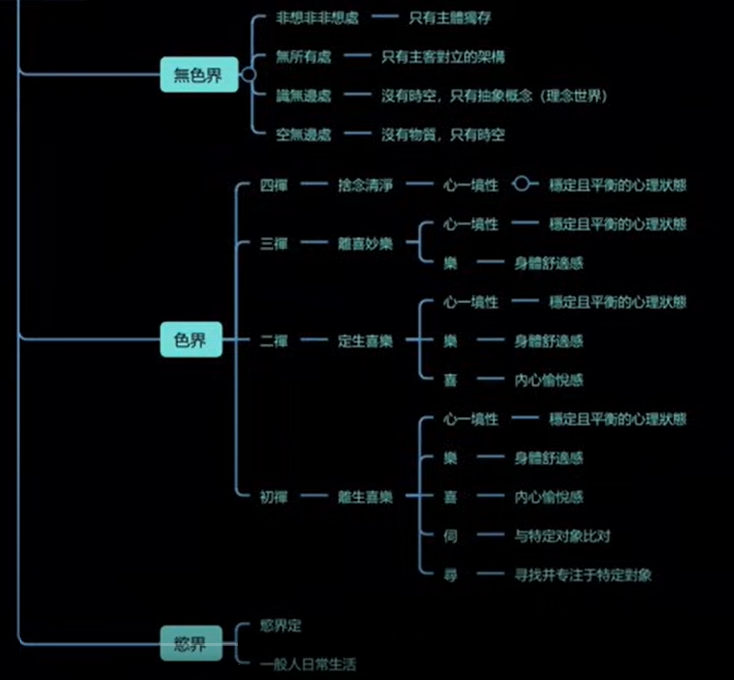 非想非非想處 只有主體獨存
無所有處 只有主客對立的架構
無色界
識無邊處 沒有時空，只有抽象概念（理念世界）
空無邊處 沒有物質，只有時空
四禪 捨念清淨 心一境性 穩定且平衡的心理狀態
心一境性 穩定且平衡的心理狀態
三禪 離喜妙樂
樂 身體舒適感
心一境性 穩定且平衡的心理狀態
色界 二禪 定生喜樂 樂 身體舒適感
喜 內心愉悅感
心一境性 穩定且平衡的心理狀態
樂 身體舒適感
初禪 離生喜樂 喜 內心愉悅感
伺 与特定对象比对
尋 寻找并专注于特定對象
慾界定
慾界
一般人日常生活